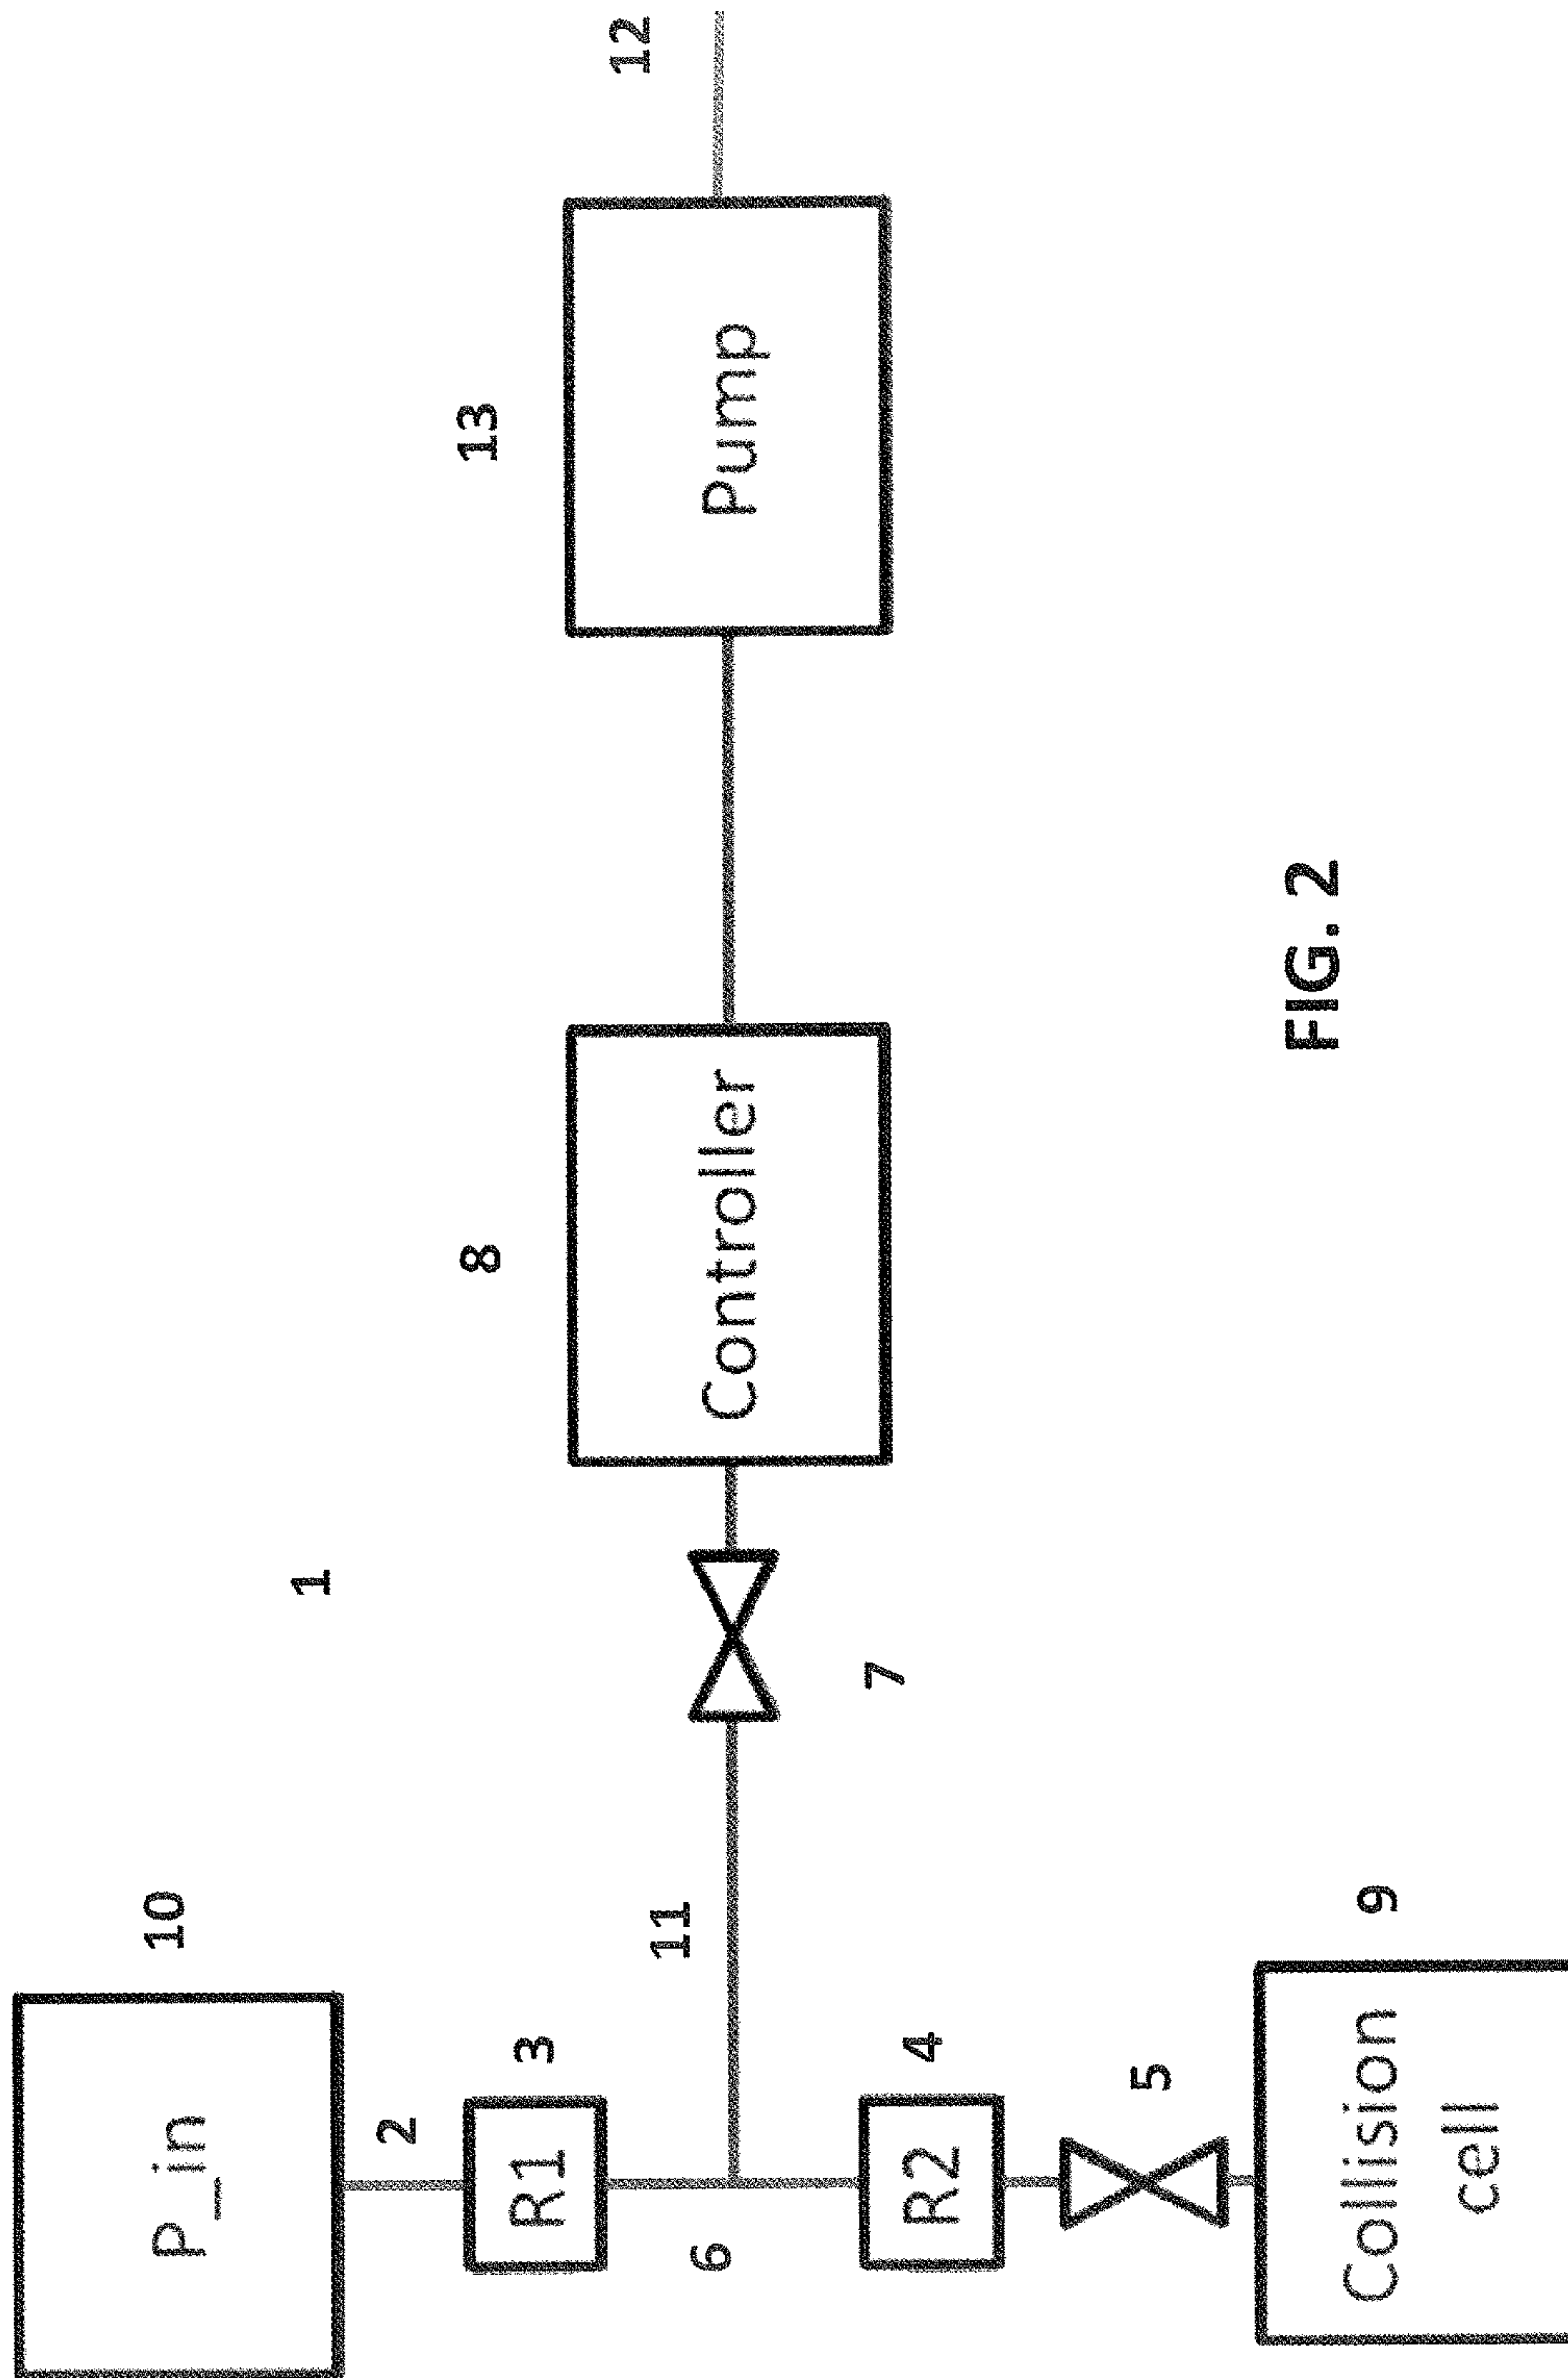 10
P_in
2
3
R1
6
11
4
R2
5
9
Collision
cell
1
7
8
Controller
13
Pump
12
FIG. 2